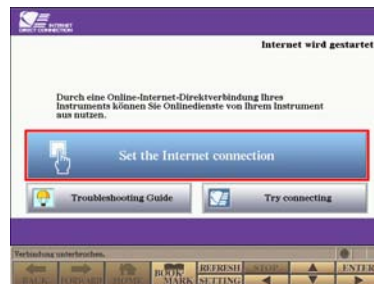 INTERNET
DIRECT CONNECTION
Internet wird gestartet
Durch eine Online-Internet-Direktverbindung Ihres
Instruments können Sie Onlinedienste von Ihrem Instrument
aus nutzen.
Set the Internet connection
Troubleshooting Guide
Try connecting
Verbindung unterbrochen.
BACK FORWARD HOME BOOK MARK REFRESH STOP ▲ ENTER
SETTING ◀ ▼ ▶